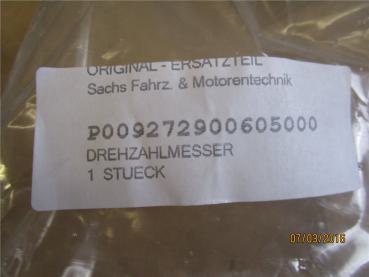 ORIGINAL - ERSATZTEIL
Sachs Fahrz. & Motorentechnik
P009272900605000
DREHZAHLMESSER
1 STUECK
07/03/2016